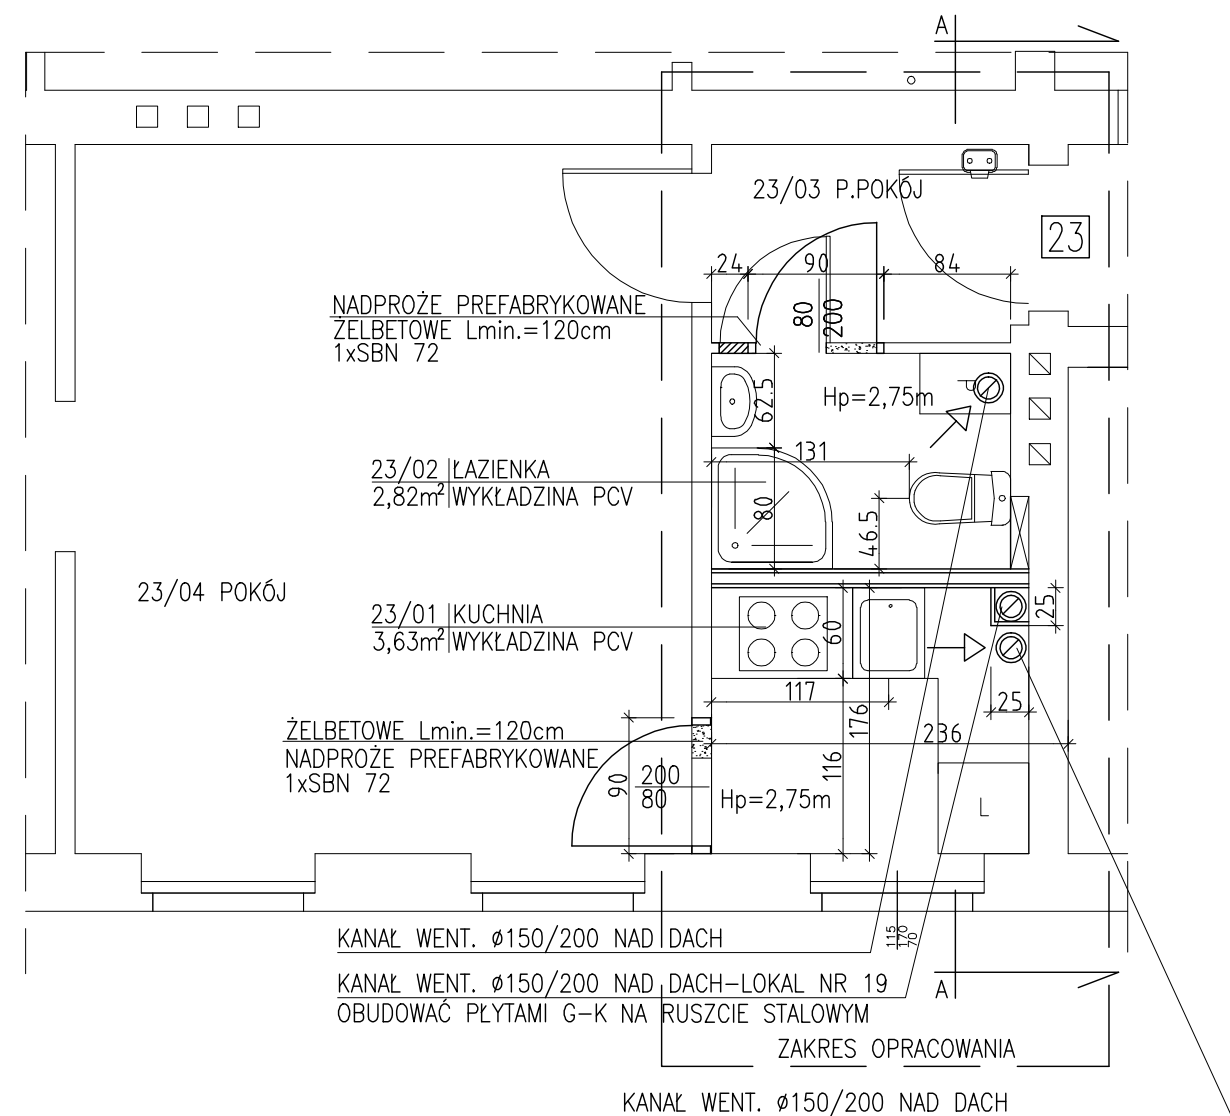 A
23/03 P.POKÓJ
23
24
90
84
80
200
NADPROŻE PREFABRYKOWANE
ŻELBETOWE Lmin.=120cm
1xSBN 72
62.5
Hp=2,75m
131
23/02 ŁAZIENKA
2,82m² WYKŁADZINA PCV
80
46.5
23/04 POKÓJ
23/01 KUCHNIA
3,63m² WYKŁADZINA PCV
60
25
117
25
176
236
116
ŻELBETOWE Lmin.=120cm
NADPROŻE PREFABRYKOWANE
1xSBN 72
90
200
80
Hp=2,75m
L
115
170
70
KANAŁ WENT. ø150/200 NAD DACH
KANAŁ WENT. ø150/200 NAD DACH-LOKAL NR 19
OBUDOWAĆ PŁYTAMI G-K NA RUSZCIE STALOWYM
A
ZAKRES OPRACOWANIA
KANAŁ WENT. ø150/200 NAD DACH